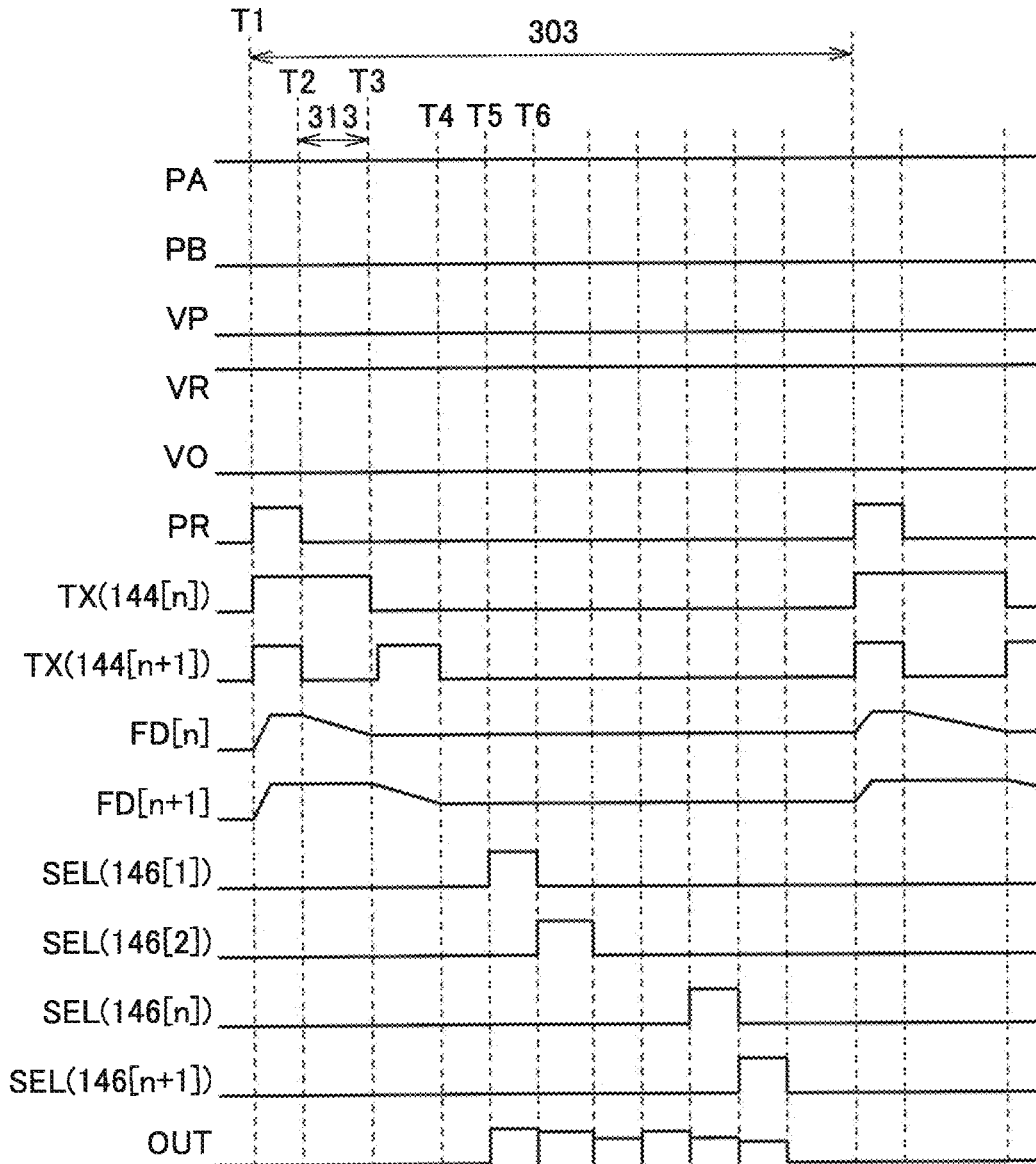 T1
303
T2 T3
313
T4 T5 T6
PA
PB
VP
VR
VO
PR
TX(144[n])
TX(144[n+1])
FD[n]
FD[n+1]
SEL(146[1])
SEL(146[2])
SEL(146[n])
SEL(146[n+1])
OUT